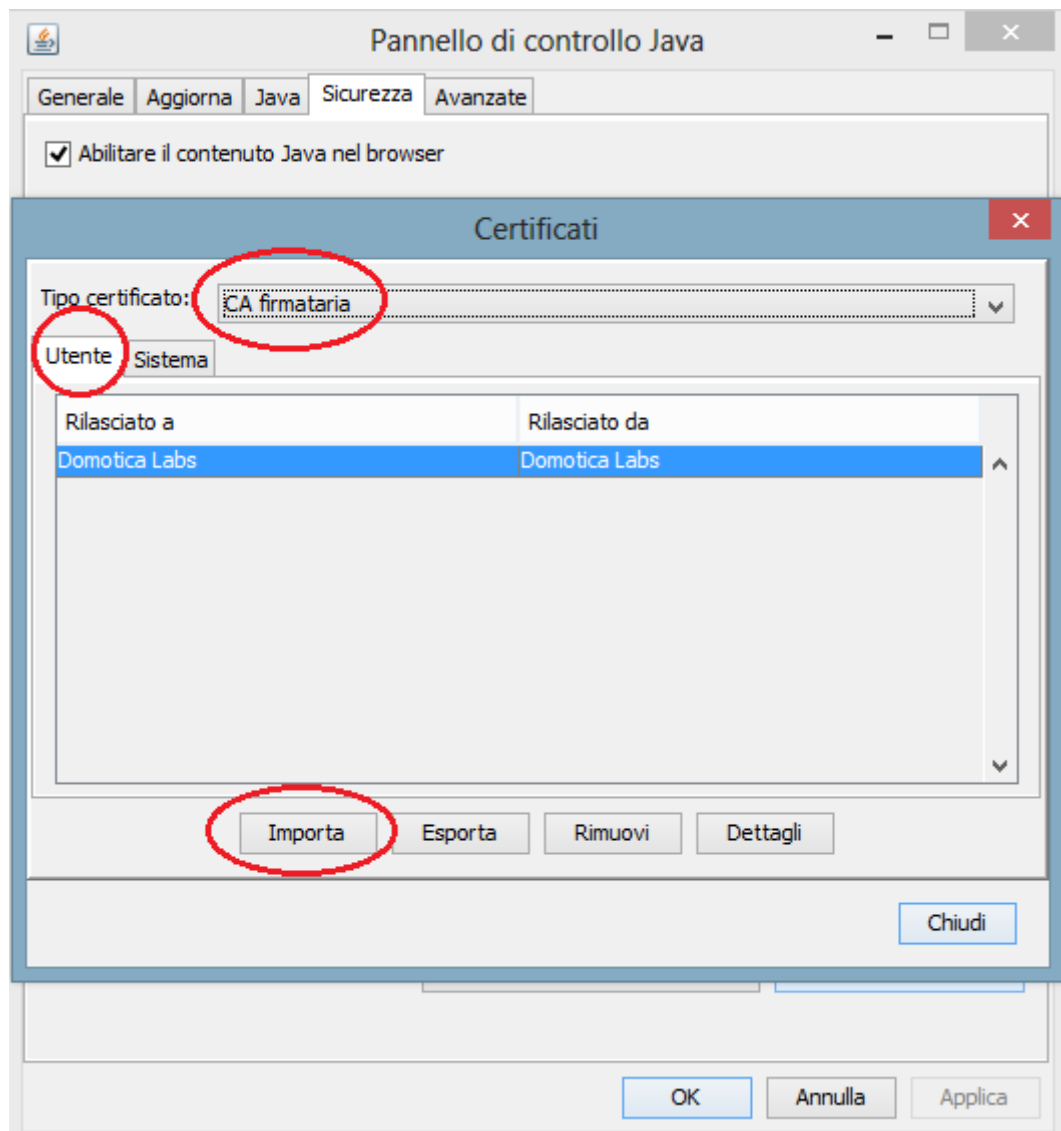 Pannello di controllo Java
Generale Aggiorna Java Sicurezza Avanzate
Abilitare il contenuto Java nel browser
Certificati
Tipo certificato: CA firmataria
Utente Sistema
Rilasciato a Rilasciato da
Domotica Labs Domotica Labs
Importa Esporta Rimuovi Dettagli
Chiudi
OK Annulla Applica